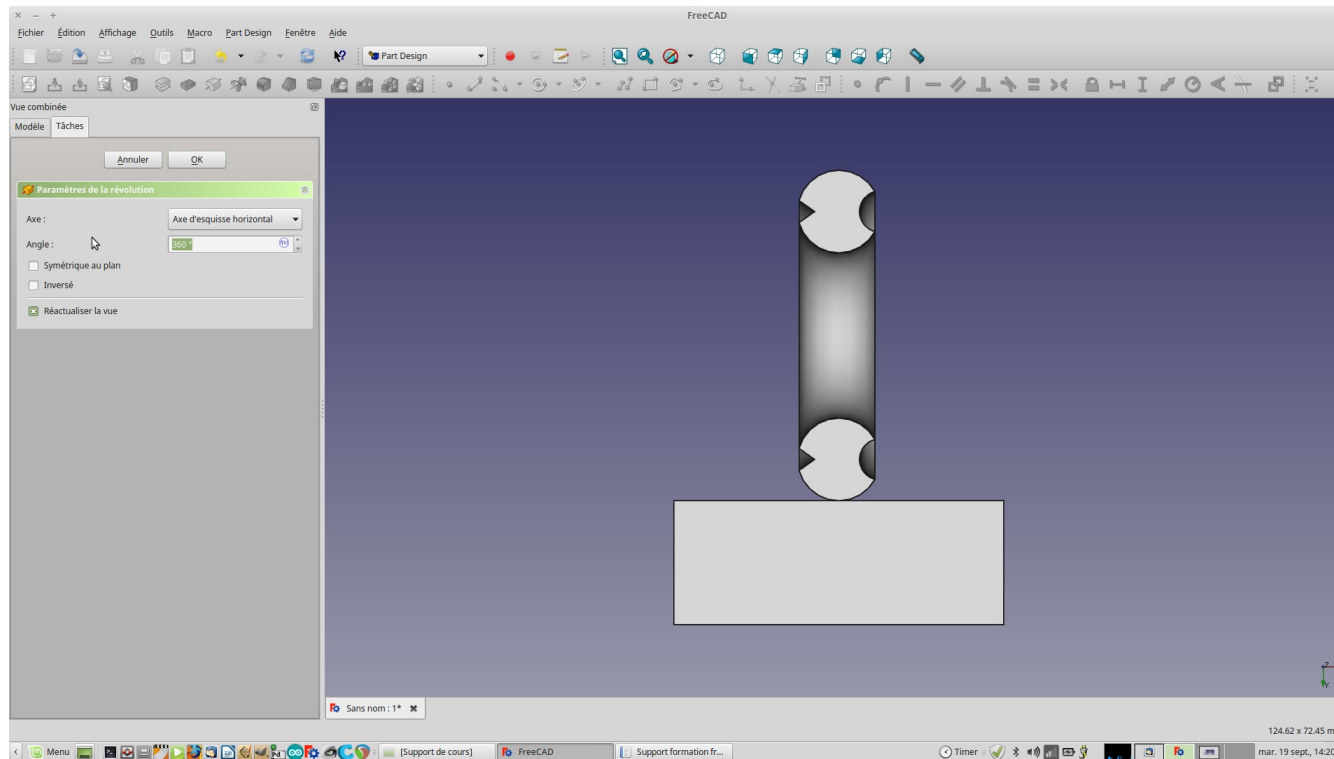 FreeCAD
Fichier Édition Affichage Outils Macro Part Design Fenêtre Aide
Part Design
Vue combinée
Modèle Tâches
Annuler OK
Paramètres de la révolution
Axe : Axe d'esquisse horizontal
Angle : 360 °
Symétrique au plan
Inversé
Réactualiser la vue
Sans nom : 1*
124.62 x 72.45 m
Menu [Support de cours] FreeCAD Support formation fr... Timer mar. 19 sept., 14:20